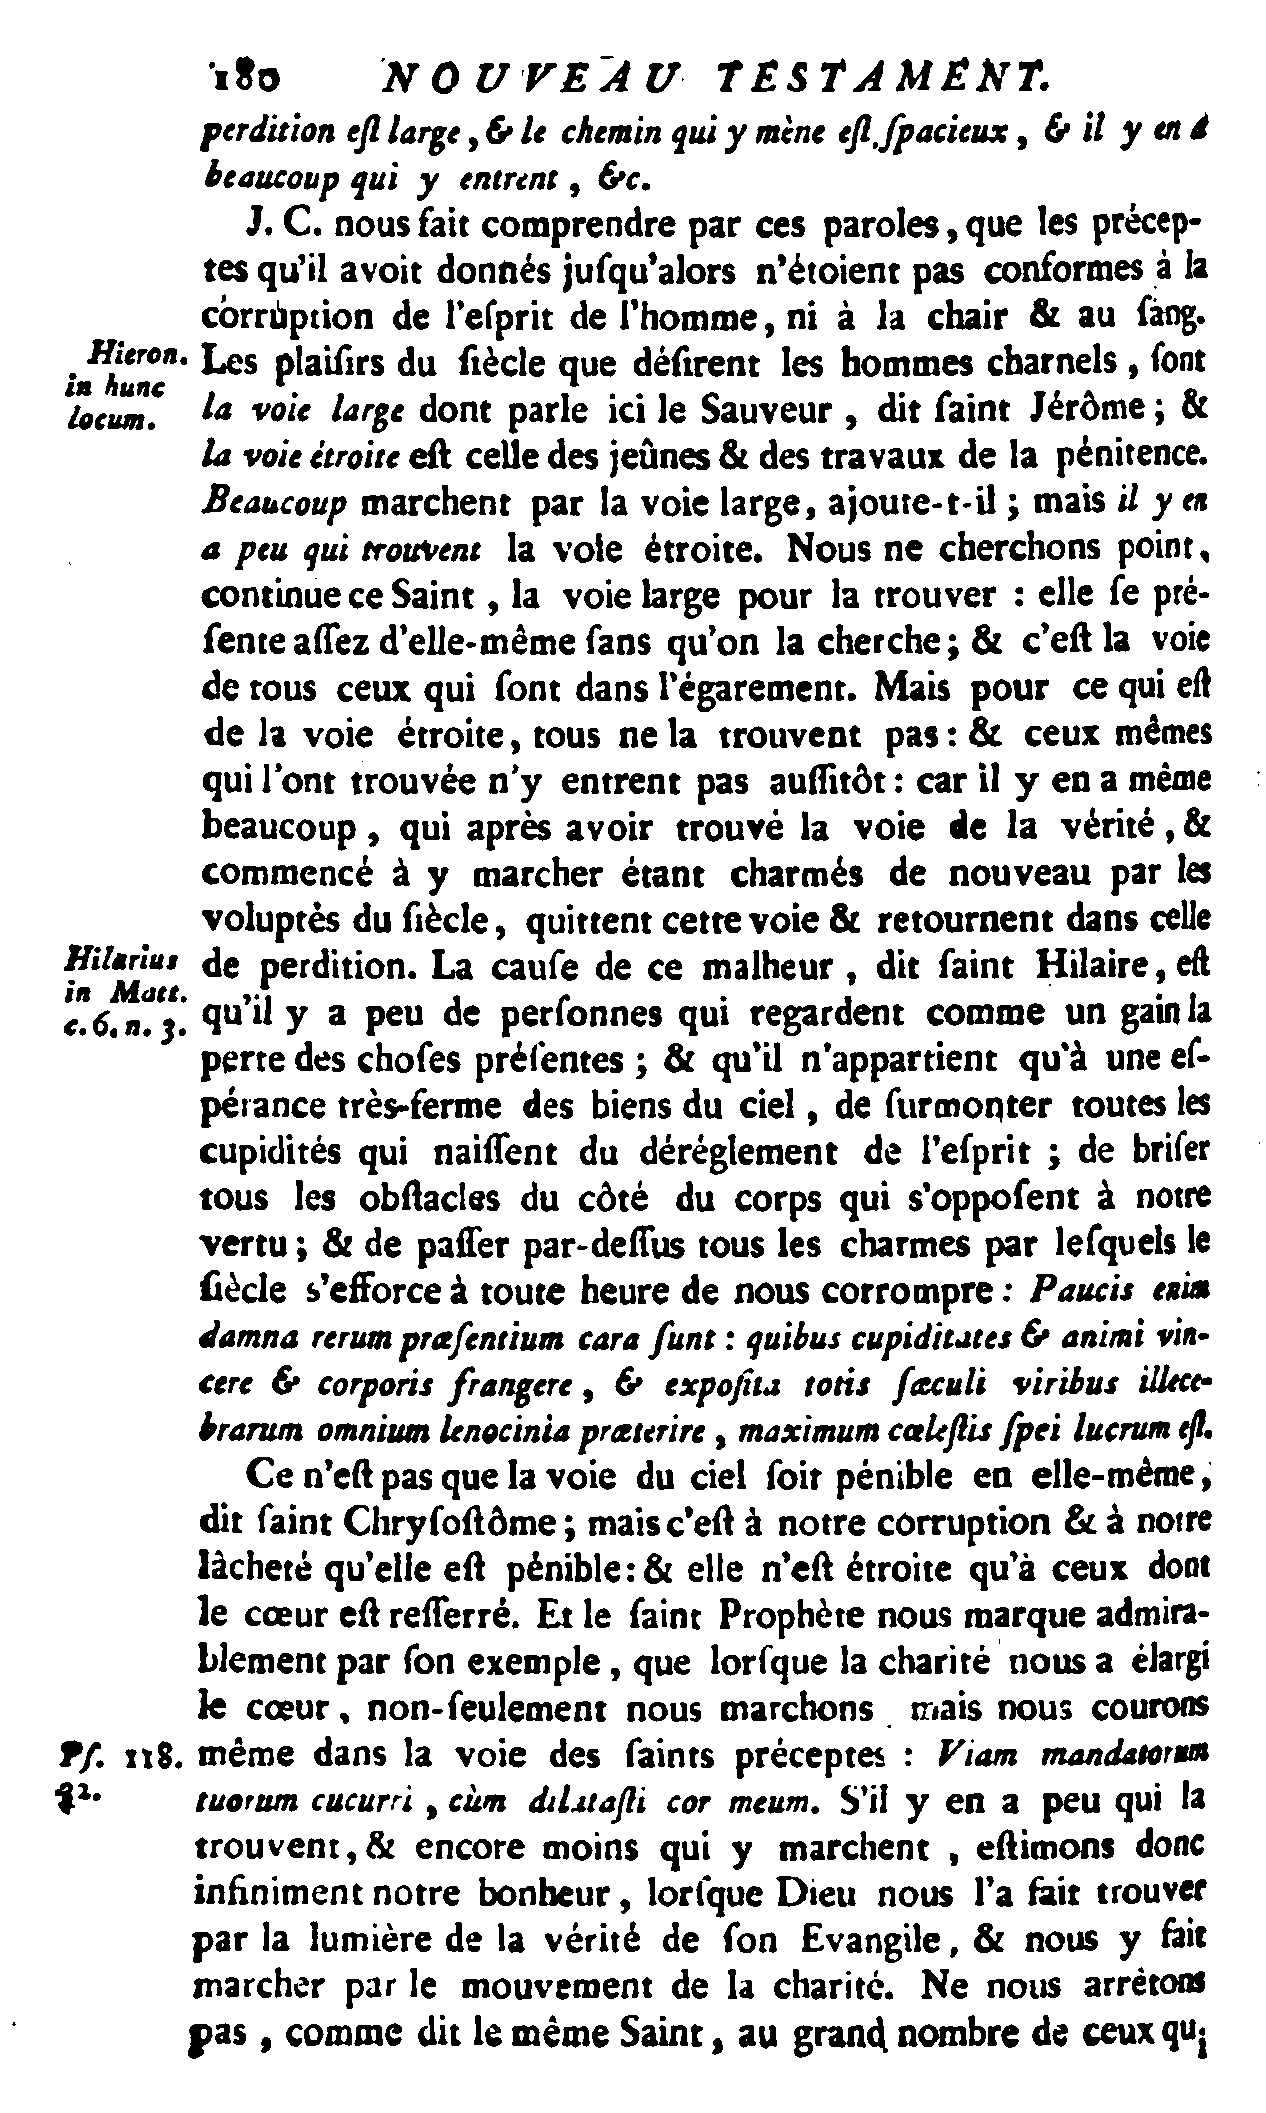 180 NOUVEAU TESTAMENT.
perdition eſt large, & le chemin qui y mène eſt ſpacieux, & il y en a
beaucoup qui y entrent, &c.
J. C. nous fait comprendre par ces paroles, que les précep-
tes qu'il avoit donnés juſqu'alors n'étoient pas conformes à la
corruption de l'eſprit de l'homme, ni à la chair & au ſang.
Hieron.
in hunc
locum.
Les plaiſirs du ſiècle que déſirent les hommes charnels, ſont
la voie large dont parle ici le Sauveur, dit ſaint Jérôme; &
la voie étroite eſt celle des jeûnes & des travaux de la pénitence.
Beaucoup marchent par la voie large, ajoute-t-il; mais il y en
a peu qui trouvent la voie étroite. Nous ne cherchons point,
continue ce Saint, la voie large pour la trouver : elle ſe pré-
ſente aſſez d'elle-même ſans qu'on la cherche; & c'eſt la voie
de tous ceux qui ſont dans l'égarement. Mais pour ce qui eſt
de la voie étroite, tous ne la trouvent pas : & ceux mêmes
qui l'ont trouvée n'y entrent pas auſſitôt : car il y en a même
beaucoup, qui après avoir trouvé la voie de la vérité, &
commencé à y marcher étant charmés de nouveau par les
voluptés du ſiècle, quittent cette voie & retournent dans celle
Hilarius
in Matt.
c. 6. n. 3.
de perdition. La cauſe de ce malheur, dit ſaint Hilaire, eſt
qu'il y a peu de perſonnes qui regardent comme un gain la
perte des choſes préſentes; & qu'il n'appartient qu'à une eſ-
pérance très-ferme des biens du ciel, de ſurmonter toutes les
cupidités qui naiſſent du déréglement de l'eſprit; de briſer
tous les obſtacles du côté du corps qui s'oppoſent à notre
vertu; & de paſſer par-deſſus tous les charmes par leſquels le
ſiècle s'efforce à toute heure de nous corrompre : Paucis enim
damna rerum præſentium cara ſunt : quibus cupiditates & animi vin-
cere & corporis frangere, & expoſita totis ſæculi viribus illece-
brarum omnium lenocinia præterire, maximum cœleſtis ſpei lucrum eſt.
Ce n'eſt pas que la voie du ciel ſoit pénible en elle-même,
dit ſaint Chryſoſtôme; mais c'eſt à notre corruption & à notre
lâcheté qu'elle eſt pénible : & elle n'eſt étroite qu'à ceux dont
le cœur eſt reſſerré. Et le ſaint Prophète nous marque admira-
blement par ſon exemple, que lorſque la charité nous a élargi
le cœur, non-ſeulement nous marchons mais nous courons
Pſ. 118.
℣2.
même dans la voie des ſaints préceptes : Viam mandatorum
tuorum cucurri, cùm dilataſti cor meum. S'il y en a peu qui la
trouvent, & encore moins qui y marchent, eſtimons donc
infiniment notre bonheur, lorſque Dieu nous l'a fait trouver
par la lumière de la vérité de ſon Evangile, & nous y fait
marcher par le mouvement de la charité. Ne nous arrêtons
pas, comme dit le même Saint, au grand nombre de ceux qui